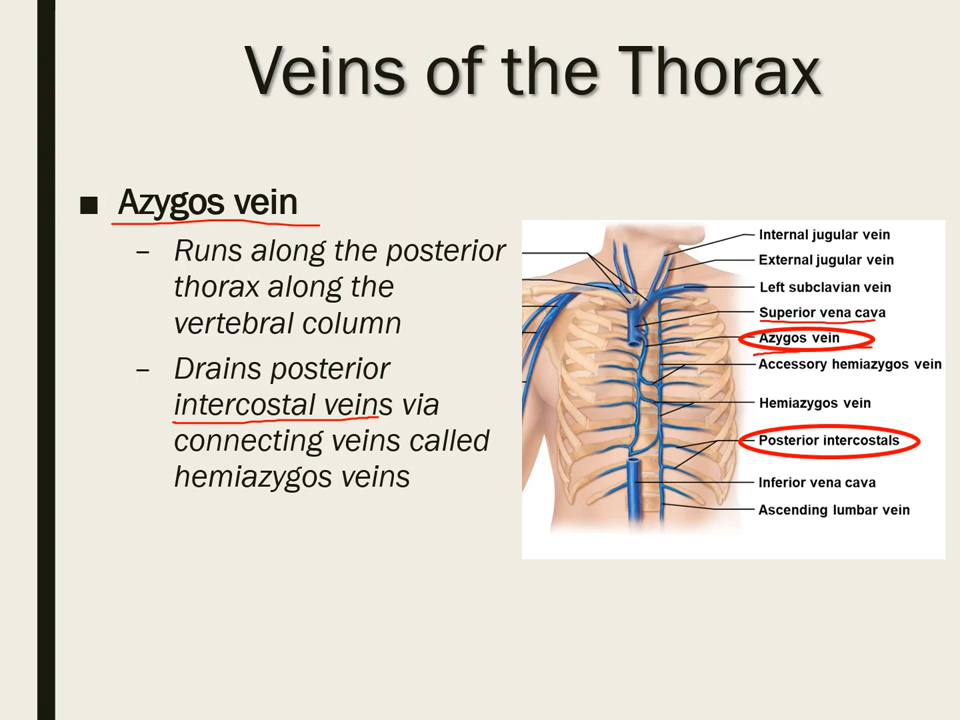 Veins of the Thorax
■ Azygos vein
– Runs along the posterior
thorax along the
vertebral column
– Drains posterior
intercostal veins via
connecting veins called
hemiazygos veins
Internal jugular vein
External jugular vein
Left subclavian vein
Superior vena cava
Azygos vein
Accessory hemiazygos vein
Hemiazygos vein
Posterior intercostals
Inferior vena cava
Ascending lumbar vein